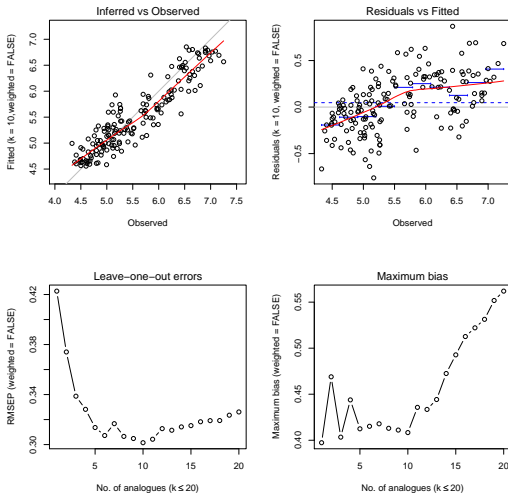 Inferred vs Observed
Fitted (k = 10, weighted = FALSE)
4.5 5.0 5.5 6.0 6.5 7.0
4.0 4.5 5.0 5.5 6.0 6.5 7.0 7.5
Observed
Residuals vs Fitted
Residuals (k = 10, weighted = FALSE)
-0.5 0.0 0.5
4.5 5.0 5.5 6.0 6.5 7.0
Observed
Leave−one−out errors
RMSEP (weighted = FALSE)
0.30 0.34 0.38 0.42
5 10 15 20
No. of analogues (k ≤ 20)
Maximum bias
Maximum bias (weighted = FALSE)
0.40 0.45 0.50 0.55
5 10 15 20
No. of analogues (k ≤ 20)